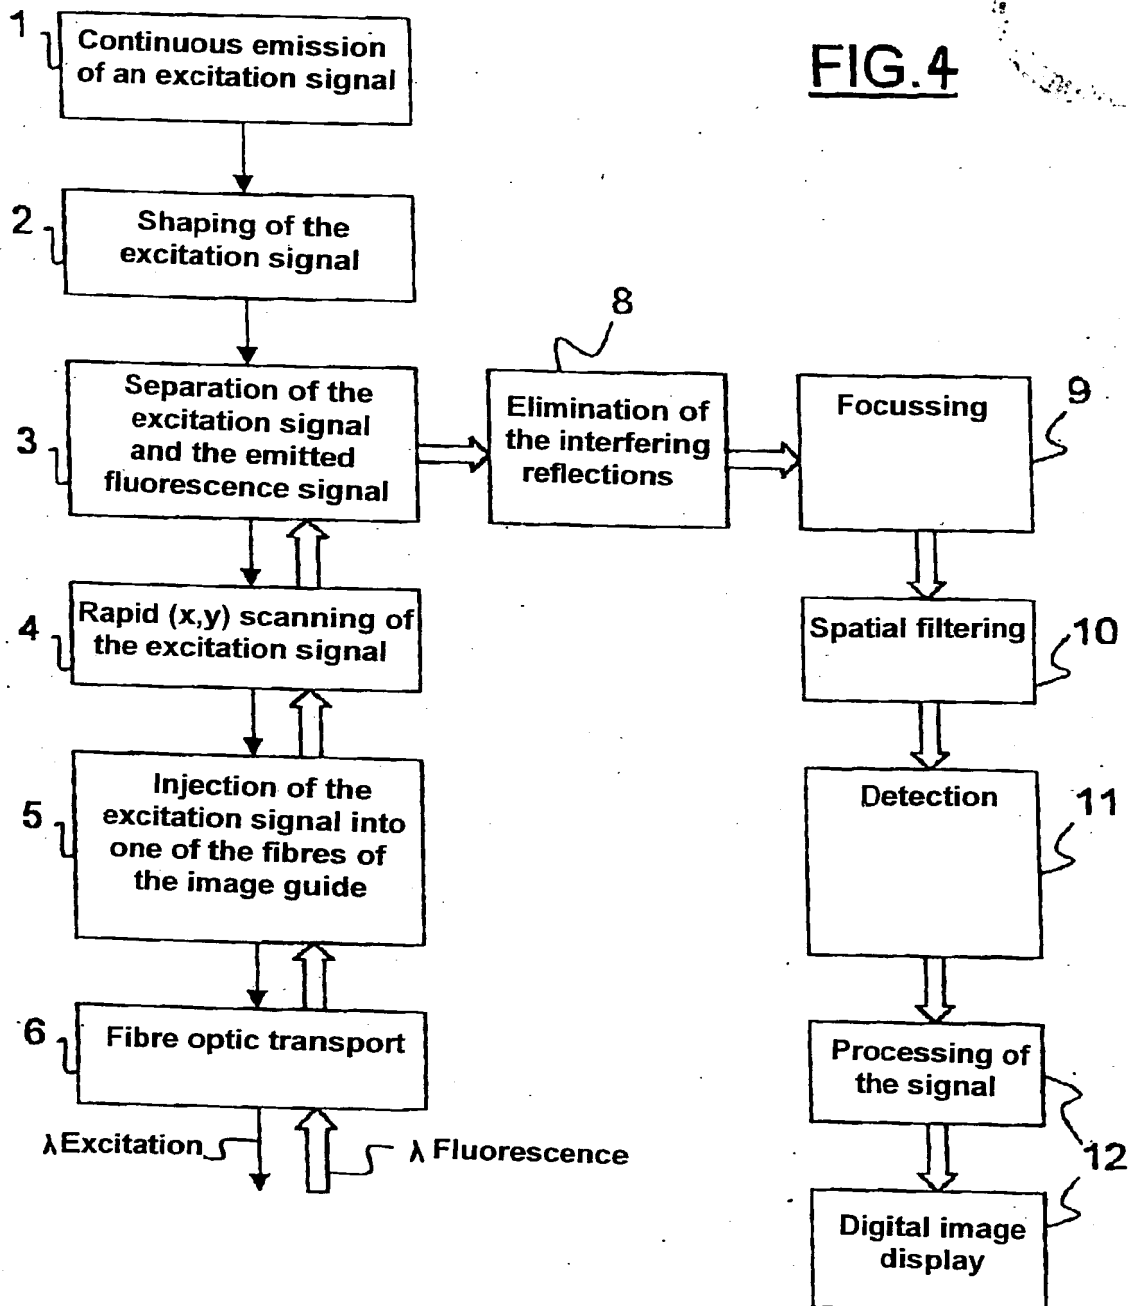 FIG.4
1
Continuous emission
of an excitation signal
2
Shaping of the
excitation signal
3
Separation of the
excitation signal
and the emitted
fluorescence signal
8
Elimination of
the interfering
reflections
9
Focussing
4
Rapid (x,y) scanning of
the excitation signal
10
Spatial filtering
5
Injection of the
excitation signal into
one of the fibres of
the image guide
11
Detection
6
Fibre optic transport
λ Excitation
λ Fluorescence
Processing of
the signal
12
Digital image
display